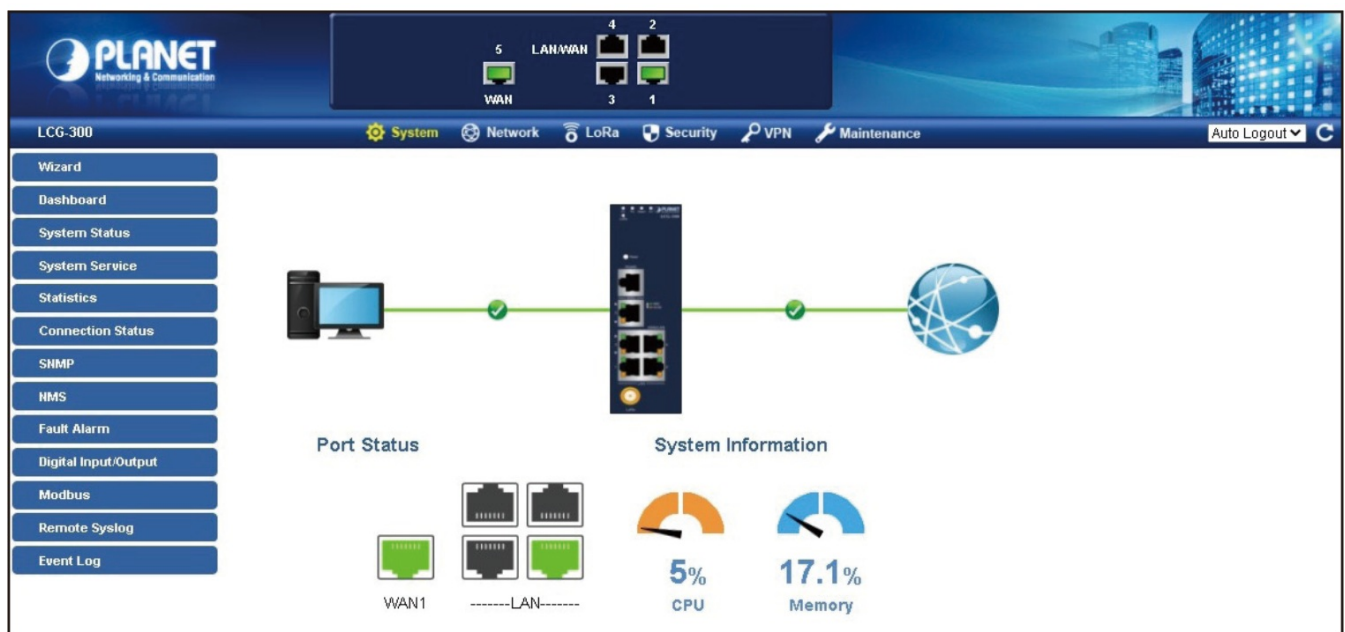 PLANET
Networking & Communication
4 2
5 LAN/WAN
WAN 3 1
LCG-300
System Network LoRa Security VPN Maintenance
Auto Logout
Wizard
Dashboard
System Status
System Service
Statistics
Connection Status
SNMP
NMS
Fault Alarm
Digital Input/Output
Modbus
Remote Syslog
Event Log
PLANET
Port Status
System Information
5%
17.1%
WAN1
-------LAN-------
CPU
Memory